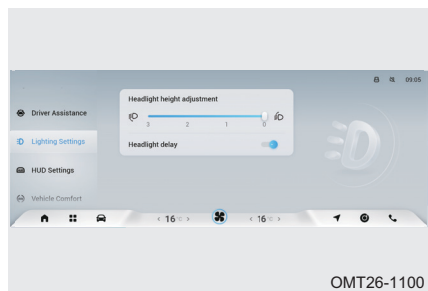 09:05
Driver Assistance
Lighting Settings
HUD Settings
Vehicle Comfort
Headlight height adjustment
3 2 1 0
Headlight delay
< 16 °C > < 16 °C >
OMT26-1100